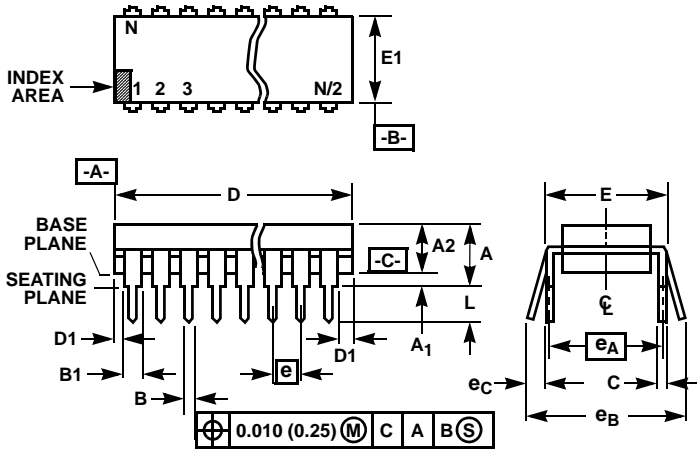 N
E1
INDEX
AREA
1 2 3 N/2
-B-
-A-
D
E
BASE
PLANE
A2
A
-C-
SEATING
PLANE
L
C L
D1
A1
D1
eA
B1
e
eC
C
B
eB
0.010 (0.25) M C A B S